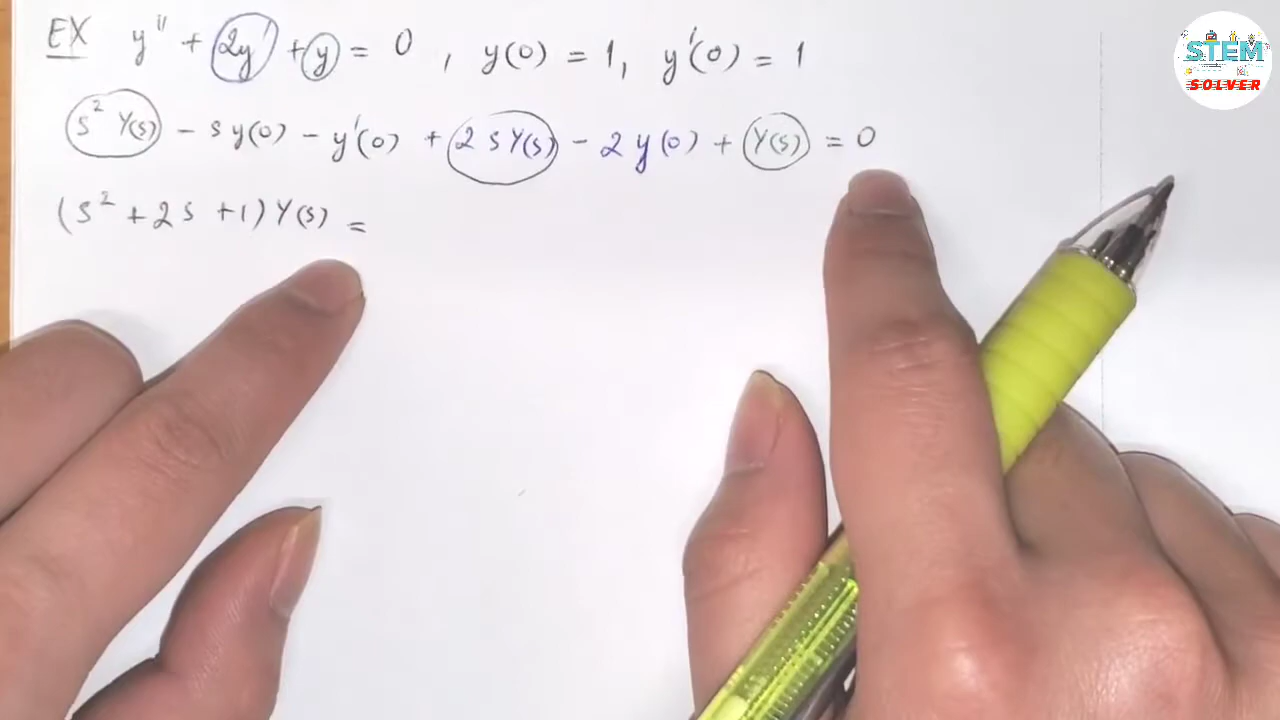 EX y'' + 2y' + y = 0 , y(0) = 1, y'(0) = 1
s² Y(s) - s y(0) - y'(0) + 2 s Y(s) - 2 y(0) + Y(s) = 0
(s² + 2s + 1) Y(s) =
STEM
SOLVER